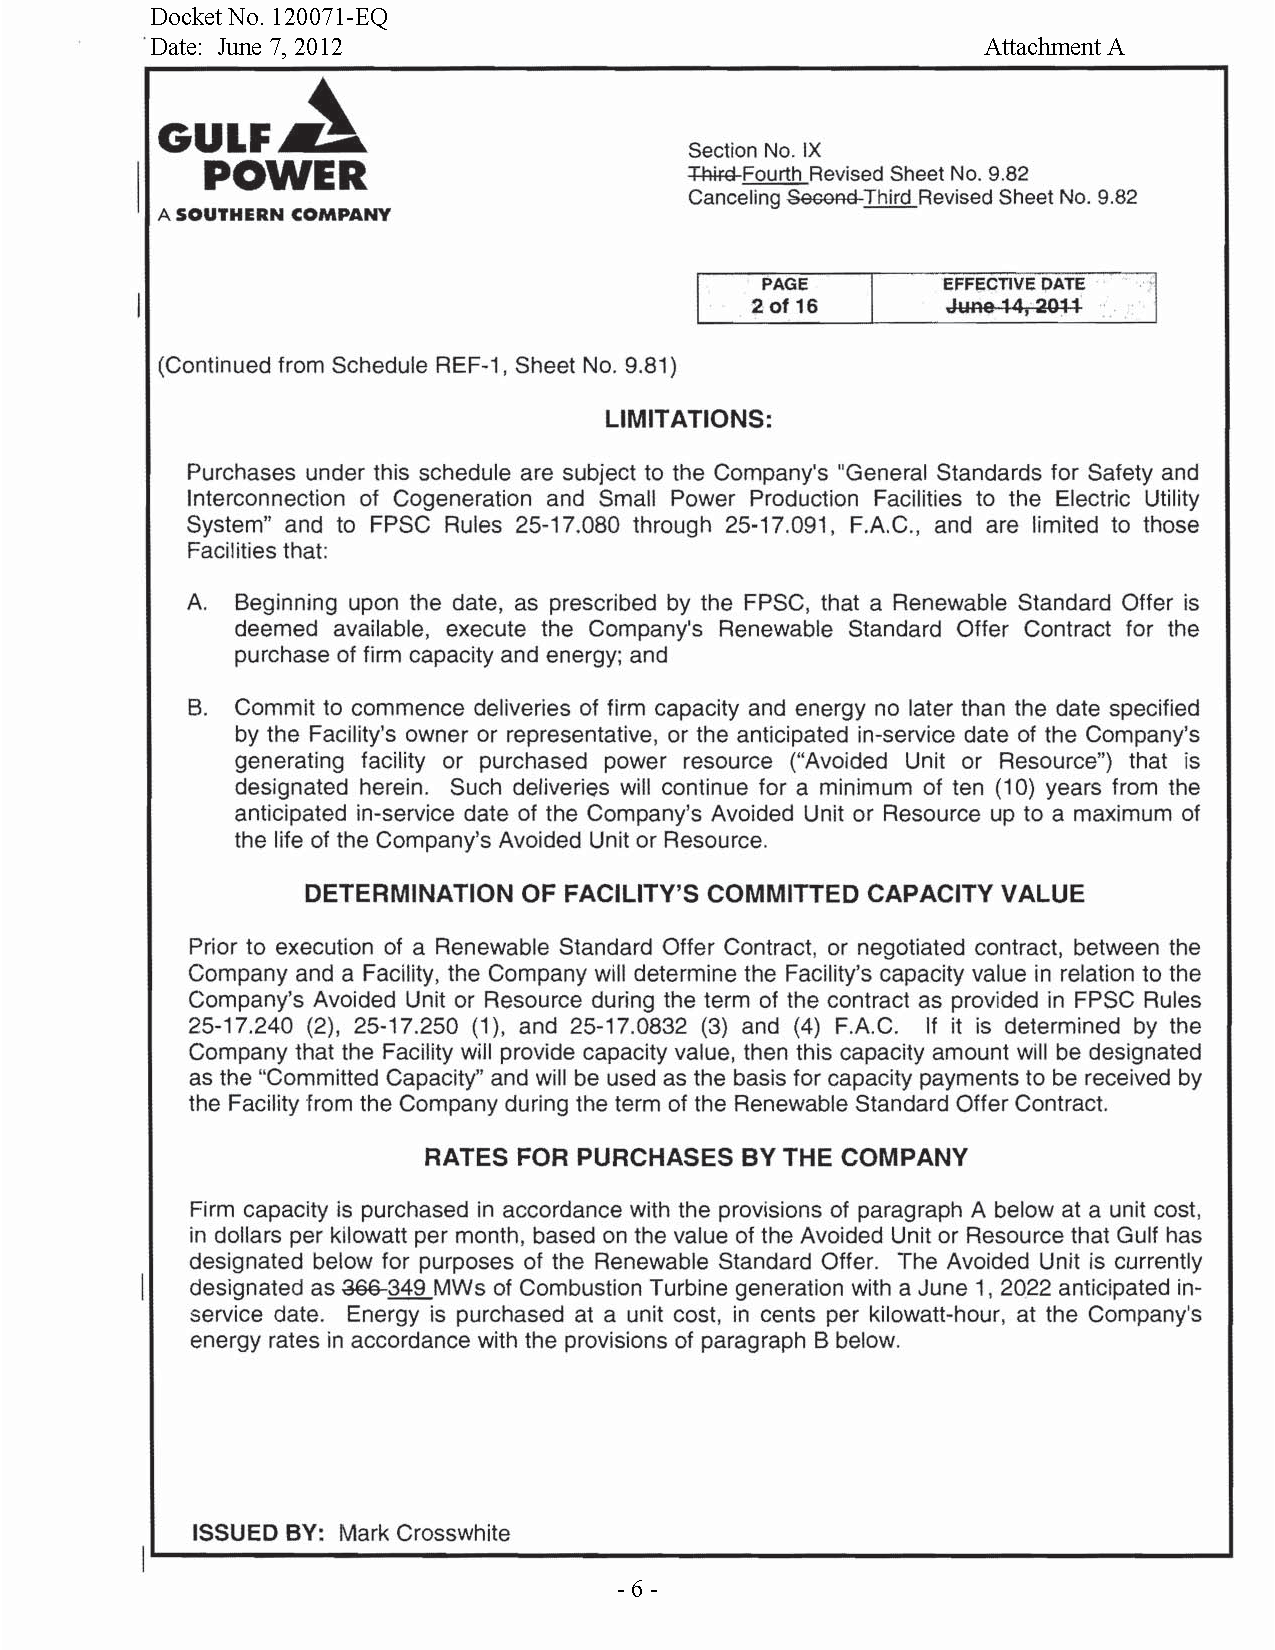 Docket No. 120071-EQ
Date: June 7, 2012
Attachment A
GULF
POWER
A SOUTHERN COMPANY
Section No. IX
Third Fourth Revised Sheet No. 9.82
Canceling Second Third Revised Sheet No. 9.82
PAGE
2 of 16
EFFECTIVE DATE
June 14, 2011
(Continued from Schedule REF-1, Sheet No. 9.81)
LIMITATIONS:
Purchases under this schedule are subject to the Company's "General Standards for Safety and
Interconnection of Cogeneration and Small Power Production Facilities to the Electric Utility
System” and to FPSC Rules 25-17.080 through 25-17.091, F.A.C., and are limited to those
Facilities that:
A. Beginning upon the date, as prescribed by the FPSC, that a Renewable Standard Offer is
deemed available, execute the Company's Renewable Standard Offer Contract for the
purchase of firm capacity and energy; and
B. Commit to commence deliveries of firm capacity and energy no later than the date specified
by the Facility’s owner or representative, or the anticipated in-service date of the Company’s
generating facility or purchased power resource (“Avoided Unit or Resource”) that is
designated herein. Such deliveries will continue for a minimum of ten (10) years from the
anticipated in-service date of the Company’s Avoided Unit or Resource up to a maximum of
the life of the Company’s Avoided Unit or Resource.
DETERMINATION OF FACILITY’S COMMITTED CAPACITY VALUE
Prior to execution of a Renewable Standard Offer Contract, or negotiated contract, between the
Company and a Facility, the Company will determine the Facility’s capacity value in relation to the
Company’s Avoided Unit or Resource during the term of the contract as provided in FPSC Rules
25-17.240 (2), 25-17.250 (1), and 25-17.0832 (3) and (4) F.A.C. If it is determined by the
Company that the Facility will provide capacity value, then this capacity amount will be designated
as the “Committed Capacity” and will be used as the basis for capacity payments to be received by
the Facility from the Company during the term of the Renewable Standard Offer Contract.
RATES FOR PURCHASES BY THE COMPANY
Firm capacity is purchased in accordance with the provisions of paragraph A below at a unit cost,
in dollars per kilowatt per month, based on the value of the Avoided Unit or Resource that Gulf has
designated below for purposes of the Renewable Standard Offer. The Avoided Unit is currently
designated as 366 349 MWs of Combustion Turbine generation with a June 1, 2022 anticipated in-
service date. Energy is purchased at a unit cost, in cents per kilowatt-hour, at the Company's
energy rates in accordance with the provisions of paragraph B below.
ISSUED BY: Mark Crosswhite
- 6 -